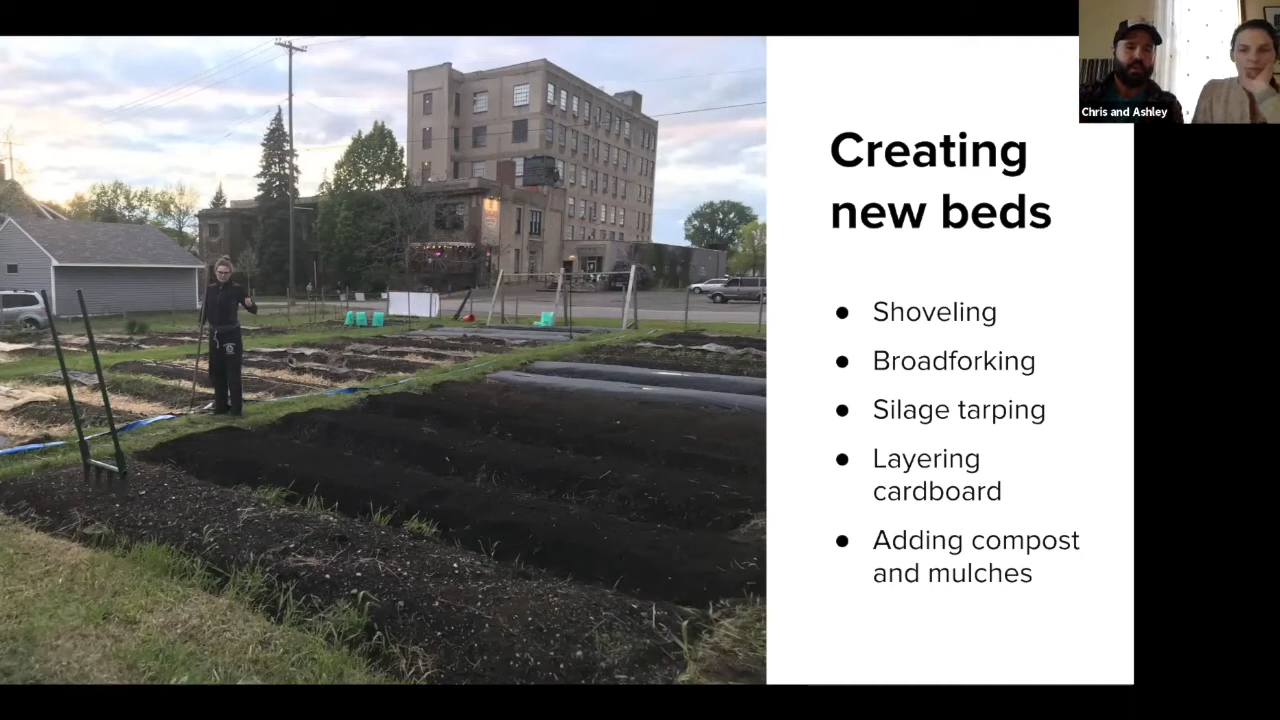 Chris and Ashley
Creating
new beds
● Shoveling
● Broadforking
● Silage tarping
● Layering
cardboard
● Adding compost
and mulches